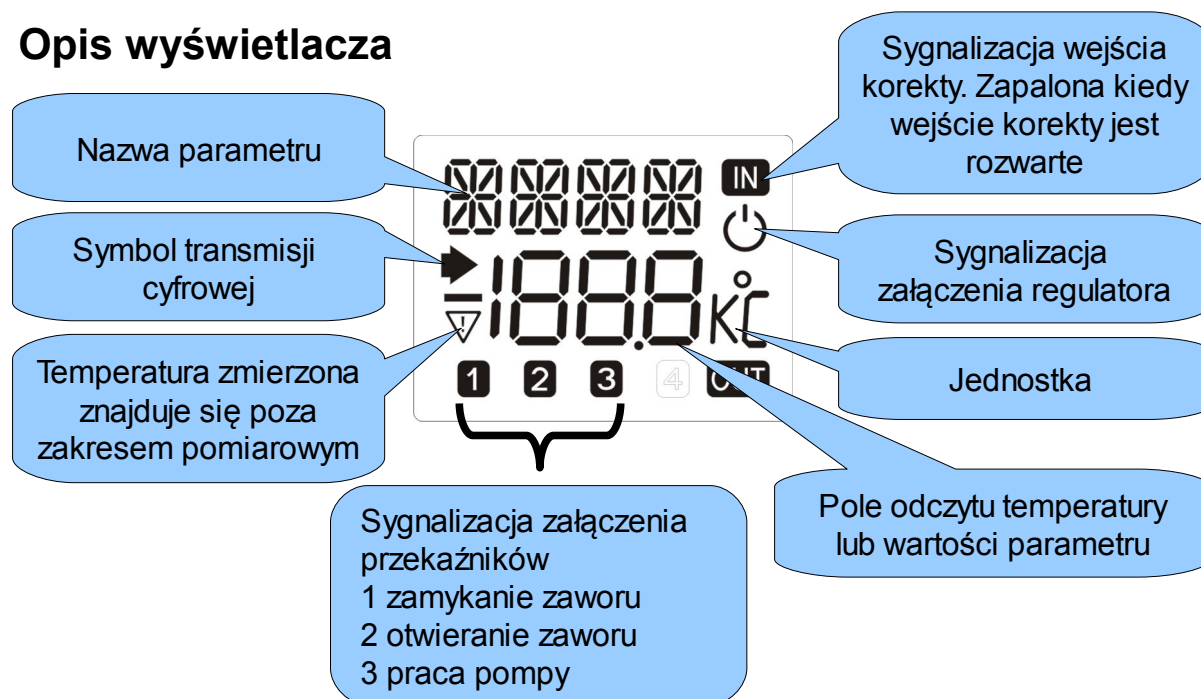 Opis wyświetlacza
Nazwa parametru
Symbol transmisji
cyfrowej
Temperatura zmierzona
znajduje się poza
zakresem pomiarowym
Sygnalizacja wejścia
korekty. Zapalona kiedy
wejście korekty jest
rozwarte
Sygnalizacja
załączenia regulatora
Jednostka
Pole odczytu temperatury
lub wartości parametru
IN
188.8 K°C
1 2 3 4 OUT
Sygnalizacja załączenia
przekaźników
1 zamykanie zaworu
2 otwieranie zaworu
3 praca pompy